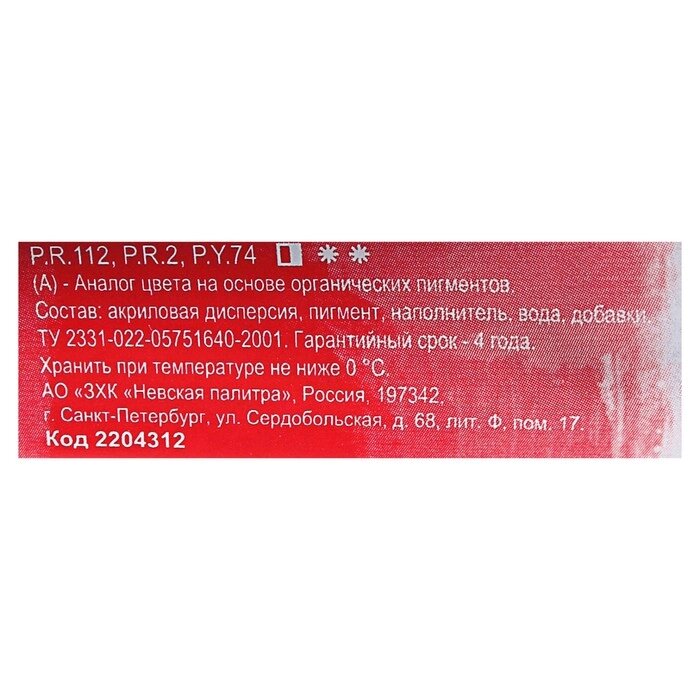 P.R.112, P.R.2, P.Y.74
(А) - Аналог цвета на основе органических пигментов.
Состав: акриловая дисперсия, пигмент, наполнитель, вода, добавки.
ТУ 2331-022-05751640-2001. Гарантийный срок - 4 года.
Хранить при температуре не ниже 0 °С.
АО «ЗХК «Невская палитра», Россия, 197342,
г. Санкт-Петербург, ул. Сердобольская, д. 68, лит. Ф, пом. 17.
Код 2204312